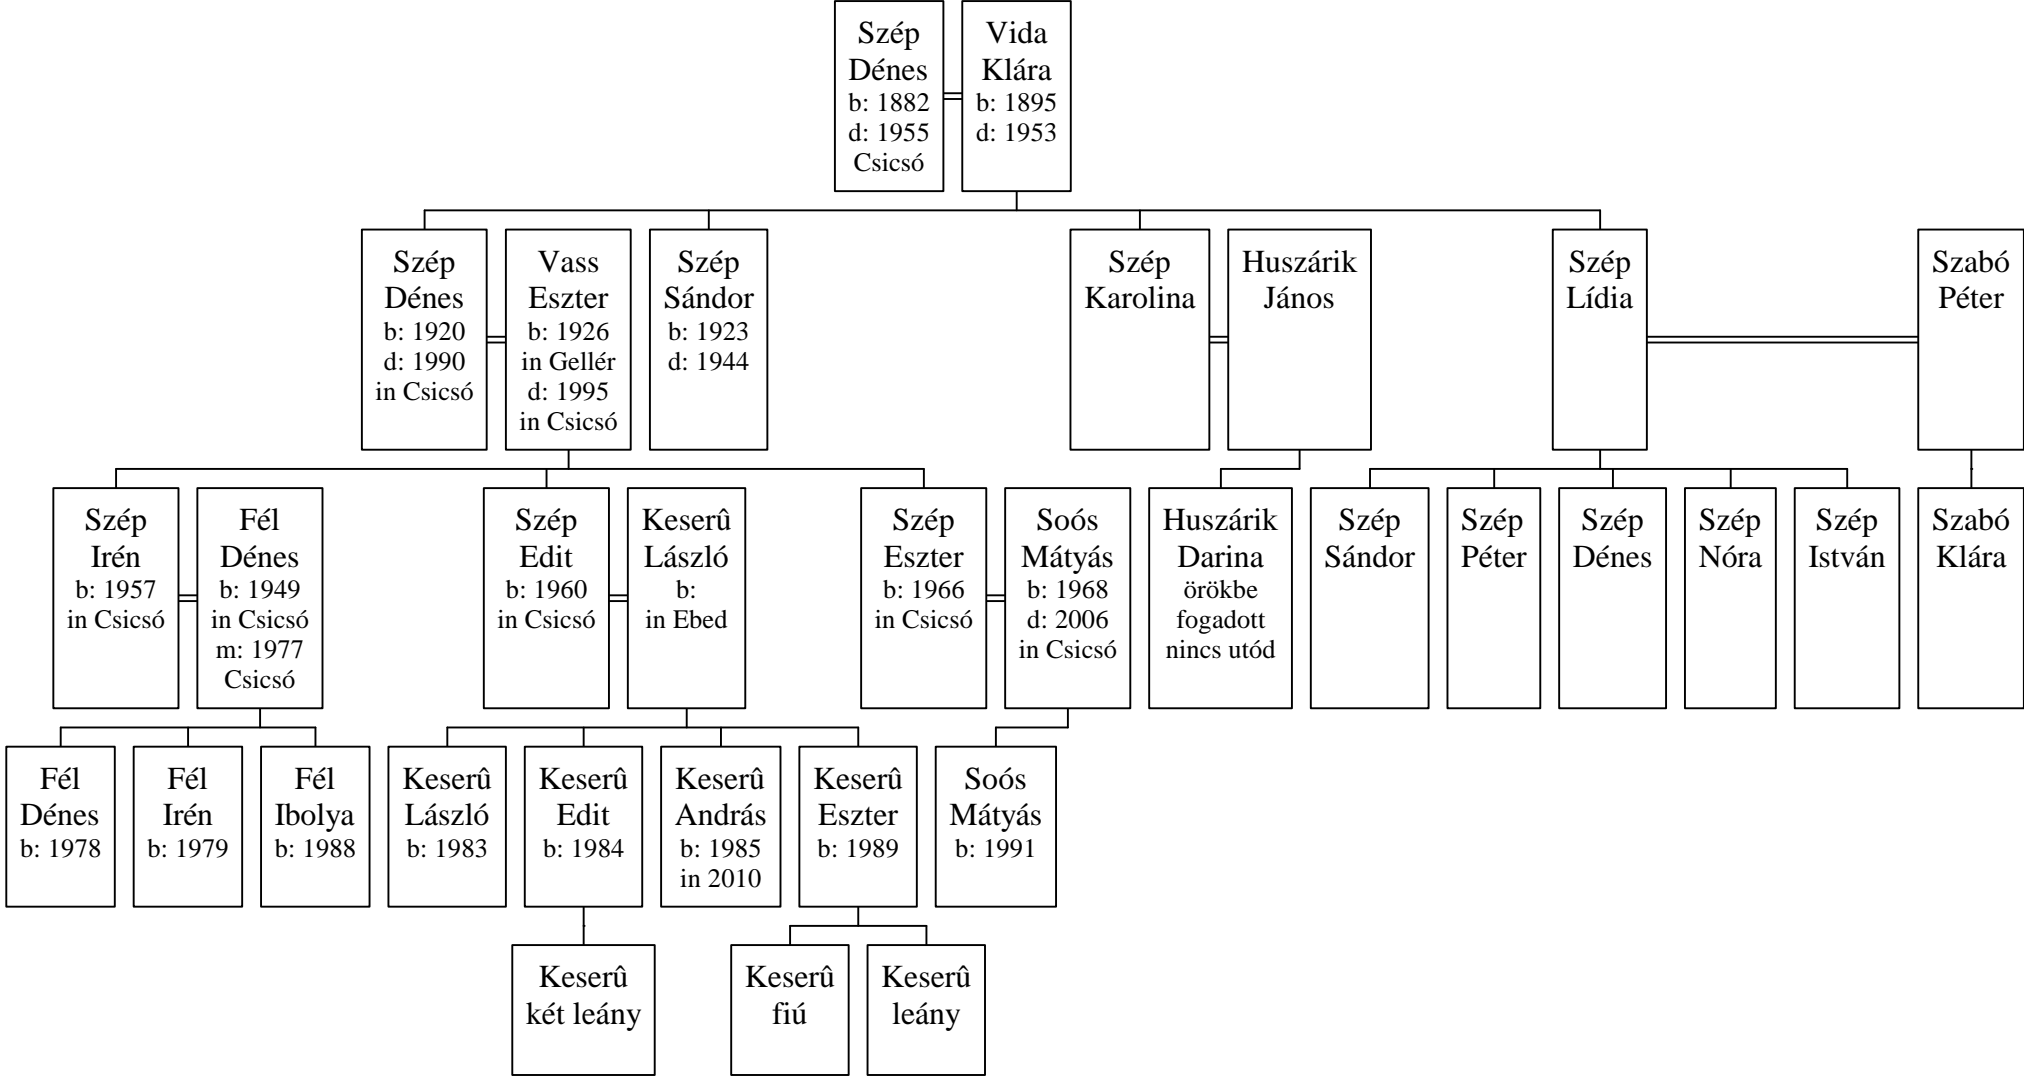 Szép
Dénes
b: 1882
d: 1955
Csicsó
Vida
Klára
b: 1895
d: 1953
Szép
Dénes
b: 1920
d: 1990
in Csicsó
Vass
Eszter
b: 1926
in Gellér
d: 1995
in Csicsó
Szép
Sándor
b: 1923
d: 1944
Szép
Karolina
Huszárik
János
Szép
Lídia
Szabó
Péter
Szép
Irén
b: 1957
in Csicsó
Fél
Dénes
b: 1949
in Csicsó
m: 1977
Csicsó
Szép
Edit
b: 1960
in Csicsó
Keserû
László
b:
in Ebed
Szép
Eszter
b: 1966
in Csicsó
Soós
Mátyás
b: 1968
d: 2006
in Csicsó
Huszárik
Darina
örökbe
fogadott
nincs utód
Szép
Sándor
Szép
Péter
Szép
Dénes
Szép
Nóra
Szép
István
Szabó
Klára
Fél
Dénes
b: 1978
Fél
Irén
b: 1979
Fél
Ibolya
b: 1988
Keserû
László
b: 1983
Keserû
Edit
b: 1984
Keserû
András
b: 1985
in 2010
Keserû
Eszter
b: 1989
Soós
Mátyás
b: 1991
Keserû
két leány
Keserû
fiú
Keserû
leány